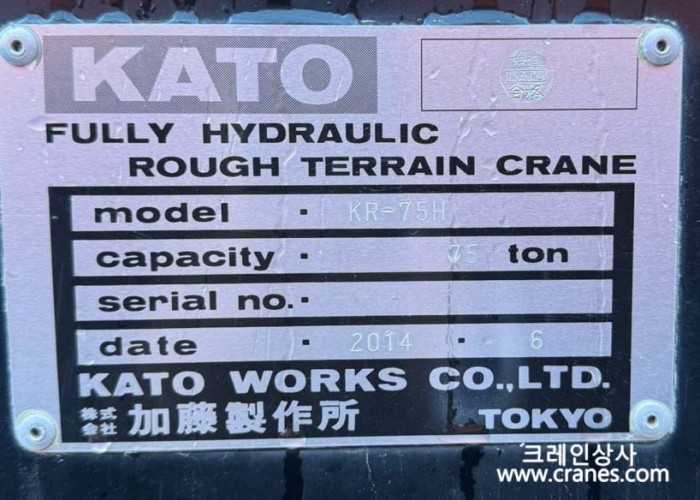 KATO
FULLY HYDRAULIC
ROUGH TERRAIN CRANE
model · KR-75H
capacity · 75 ton
serial no. ·
date · 2014 · 6
KATO WORKS CO.,LTD.
株式会社 加藤製作所 TOKYO
크레인상사
www.cranes.com